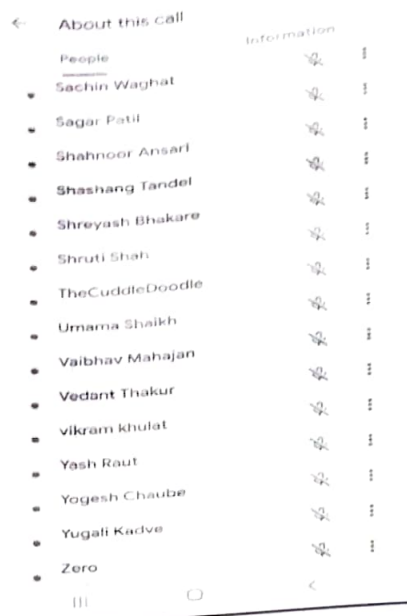 About this call
People
Information
Sachin Waghat
Sagar Patil
Shahnoor Ansari
Shashang Tandel
Shreyash Bhakare
Shruti Shah
TheCuddleDoodle
Umama Shaikh
Vaibhav Mahajan
Vedant Thakur
vikram khulat
Yash Raut
Yogesh Chaube
Yugali Kadve
Zero